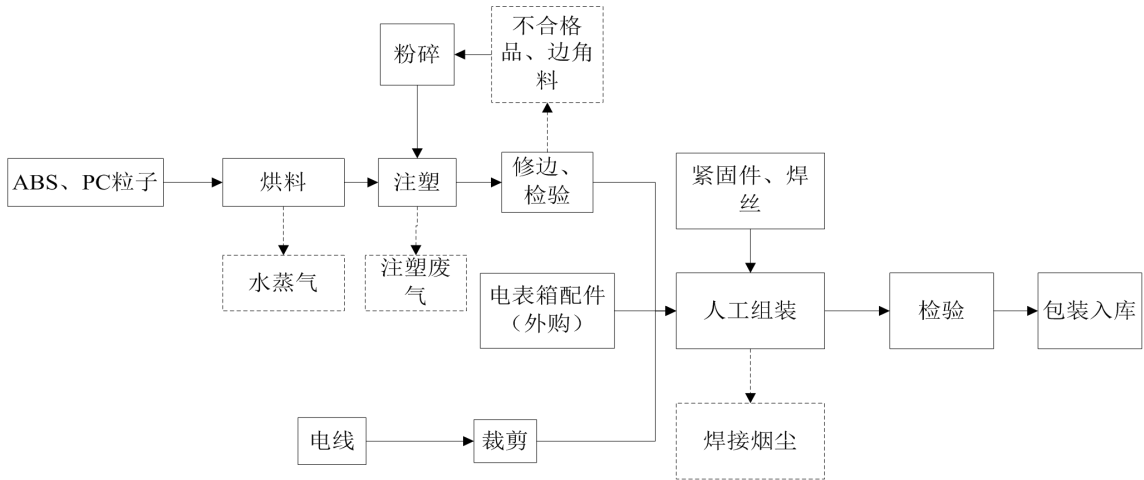 粉碎
不合格
品、边角
料
ABS、PC粒子
烘料
注塑
修边、
检验
紧固件、焊
丝
水蒸气
注塑废
气
电表箱配件
（外购）
人工组装
检验
包装入库
电线
裁剪
焊接烟尘